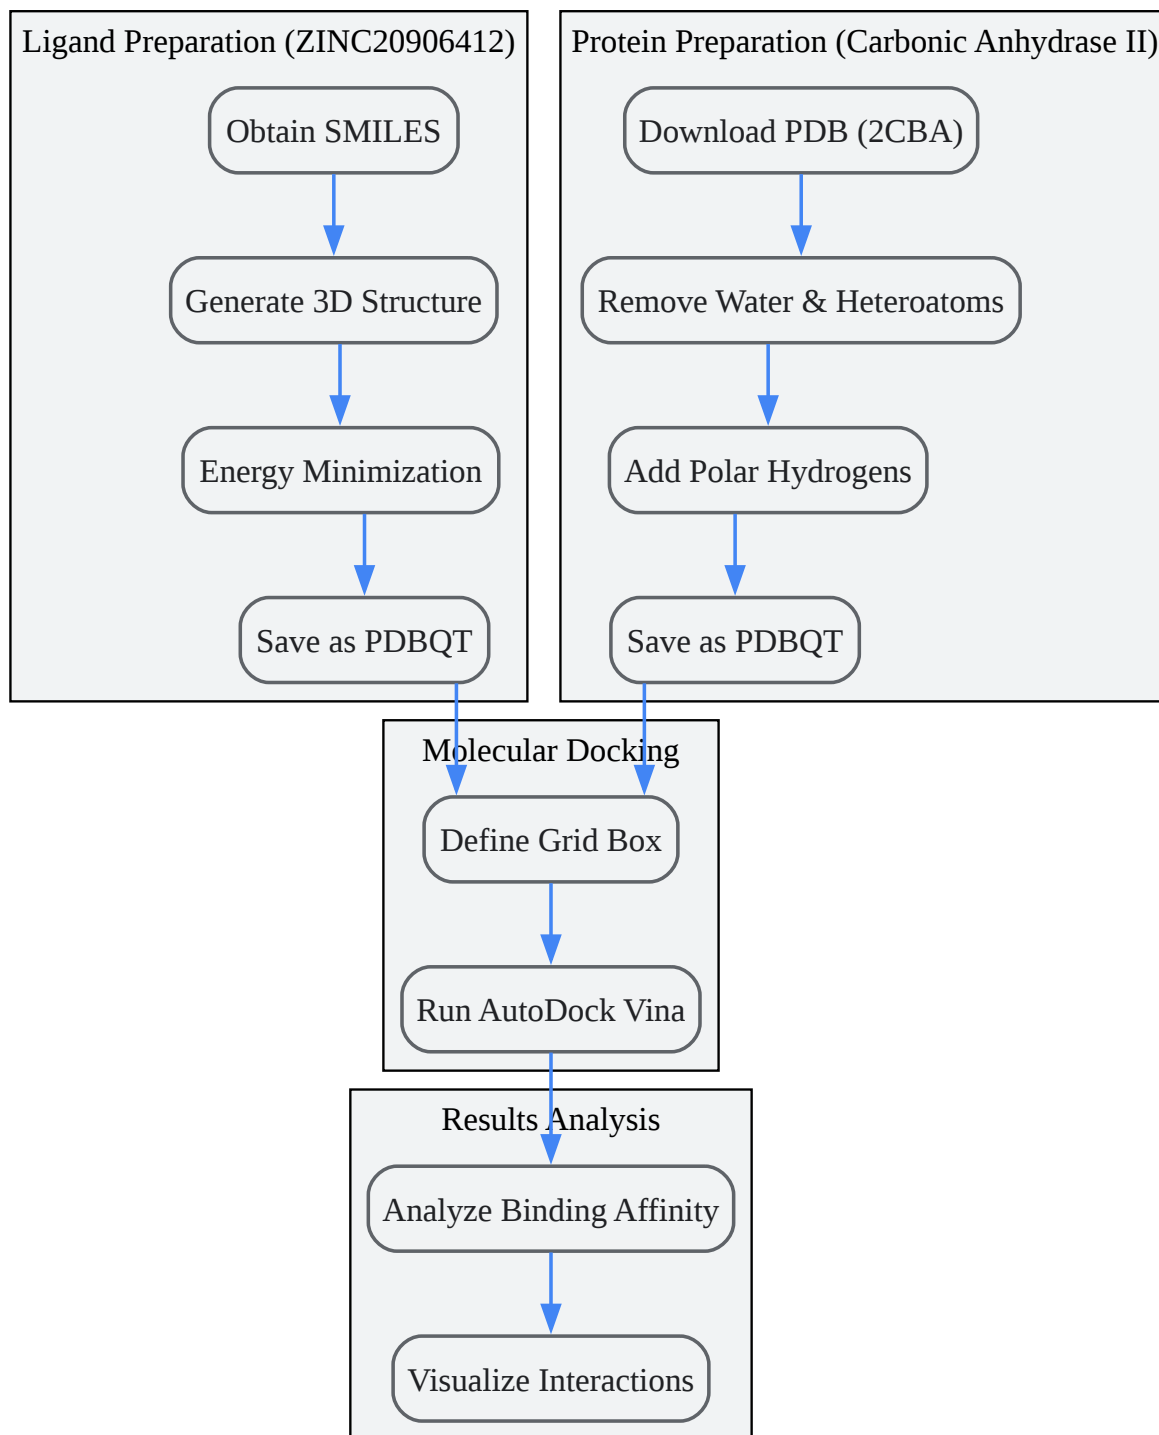 Ligand Preparation (ZINC20906412)
Obtain SMILES
Generate 3D Structure
Energy Minimization
Save as PDBQT
Protein Preparation (Carbonic Anhydrase II)
Download PDB (2CBA)
Remove Water & Heteroatoms
Add Polar Hydrogens
Save as PDBQT
Molecular Docking
Define Grid Box
Run AutoDock Vina
Results Analysis
Analyze Binding Affinity
Visualize Interactions